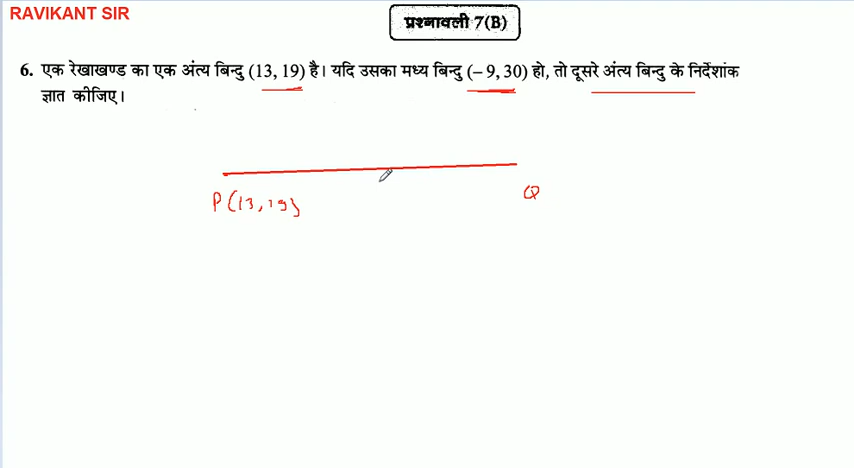 RAVIKANT SIR
प्रश्नावली 7(B)
6. एक रेखाखण्ड का एक अंत्य बिन्दु (13, 19) है। यदि उसका मध्य बिन्दु (– 9, 30) हो, तो दूसरे अंत्य बिन्दु के निर्देशांक
ज्ञात कीजिए।
P(13, 19) Q